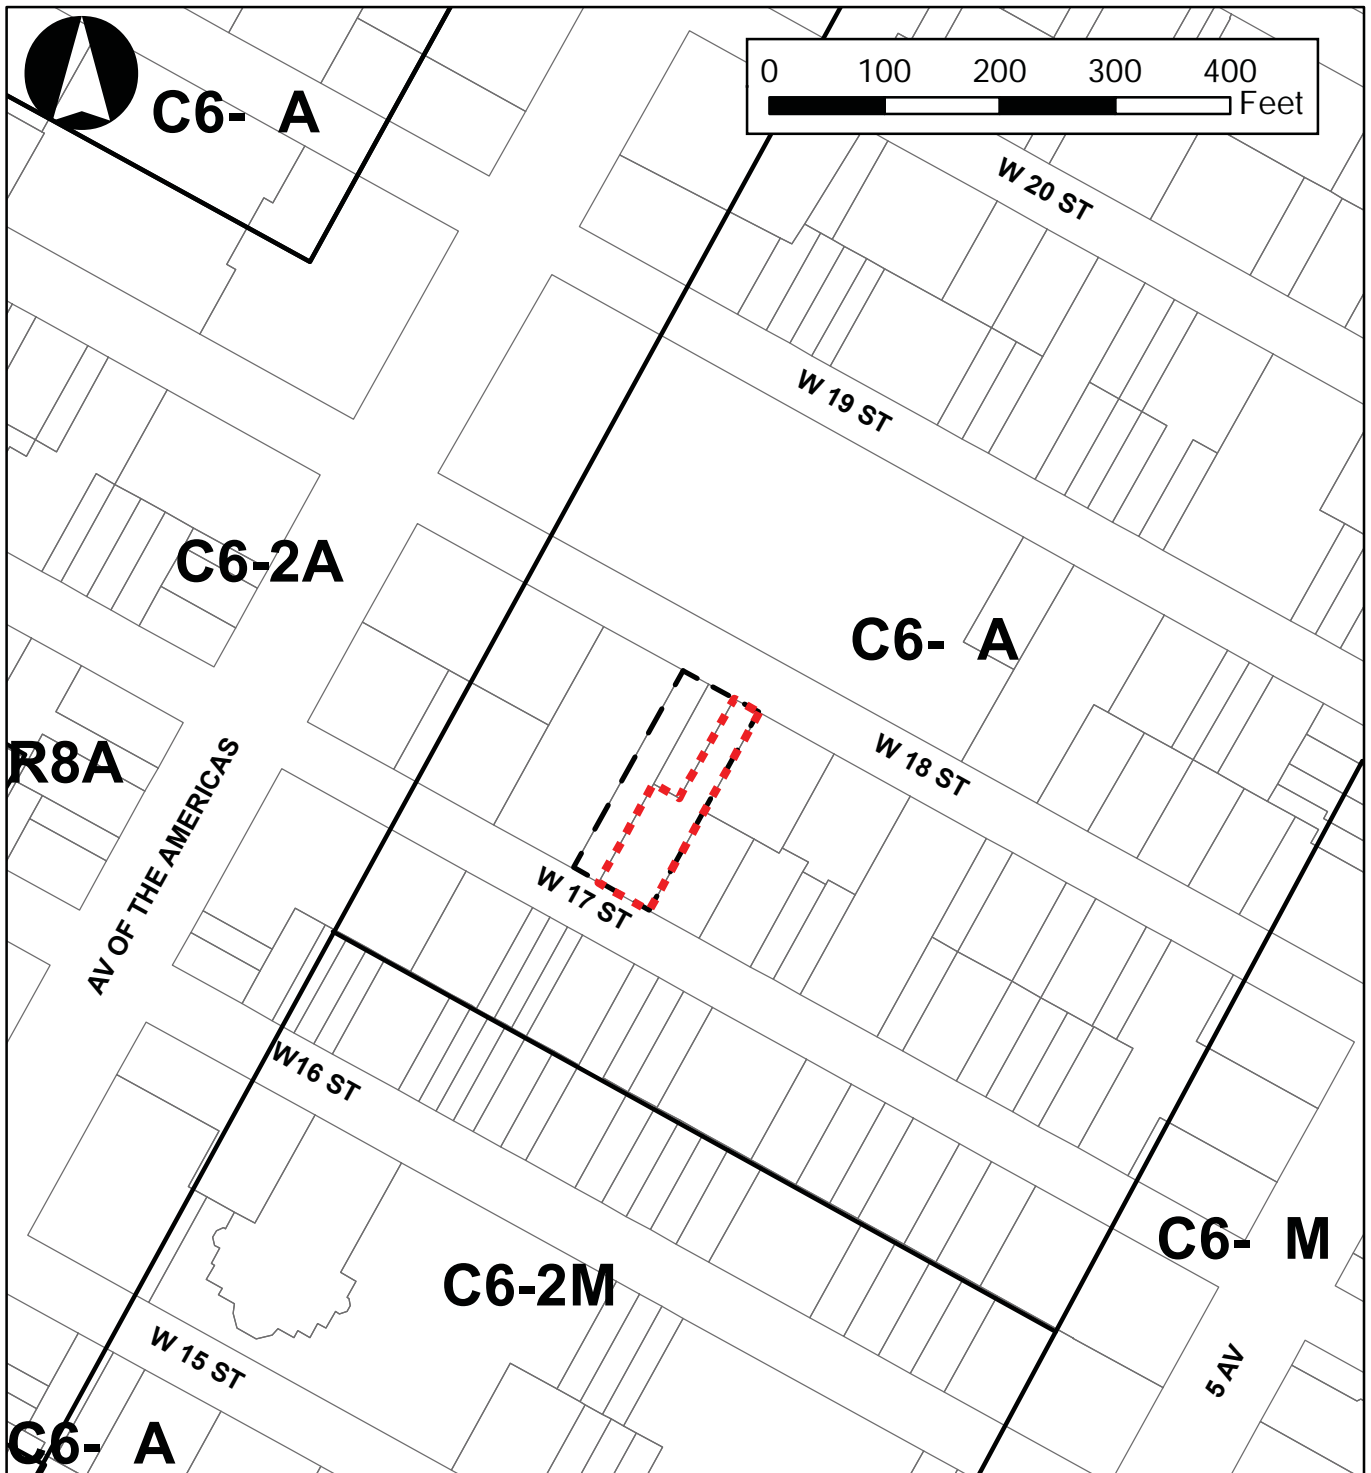 0 100 200 300 400
Feet
C6- A
W 20 ST
W 19 ST
C6-2A
C6- A
R8A
W 18 ST
AV OF THE AMERICAS
W 17 ST
W16 ST
C6- M
C6-2M
W 15 ST
5 AV
C6- A